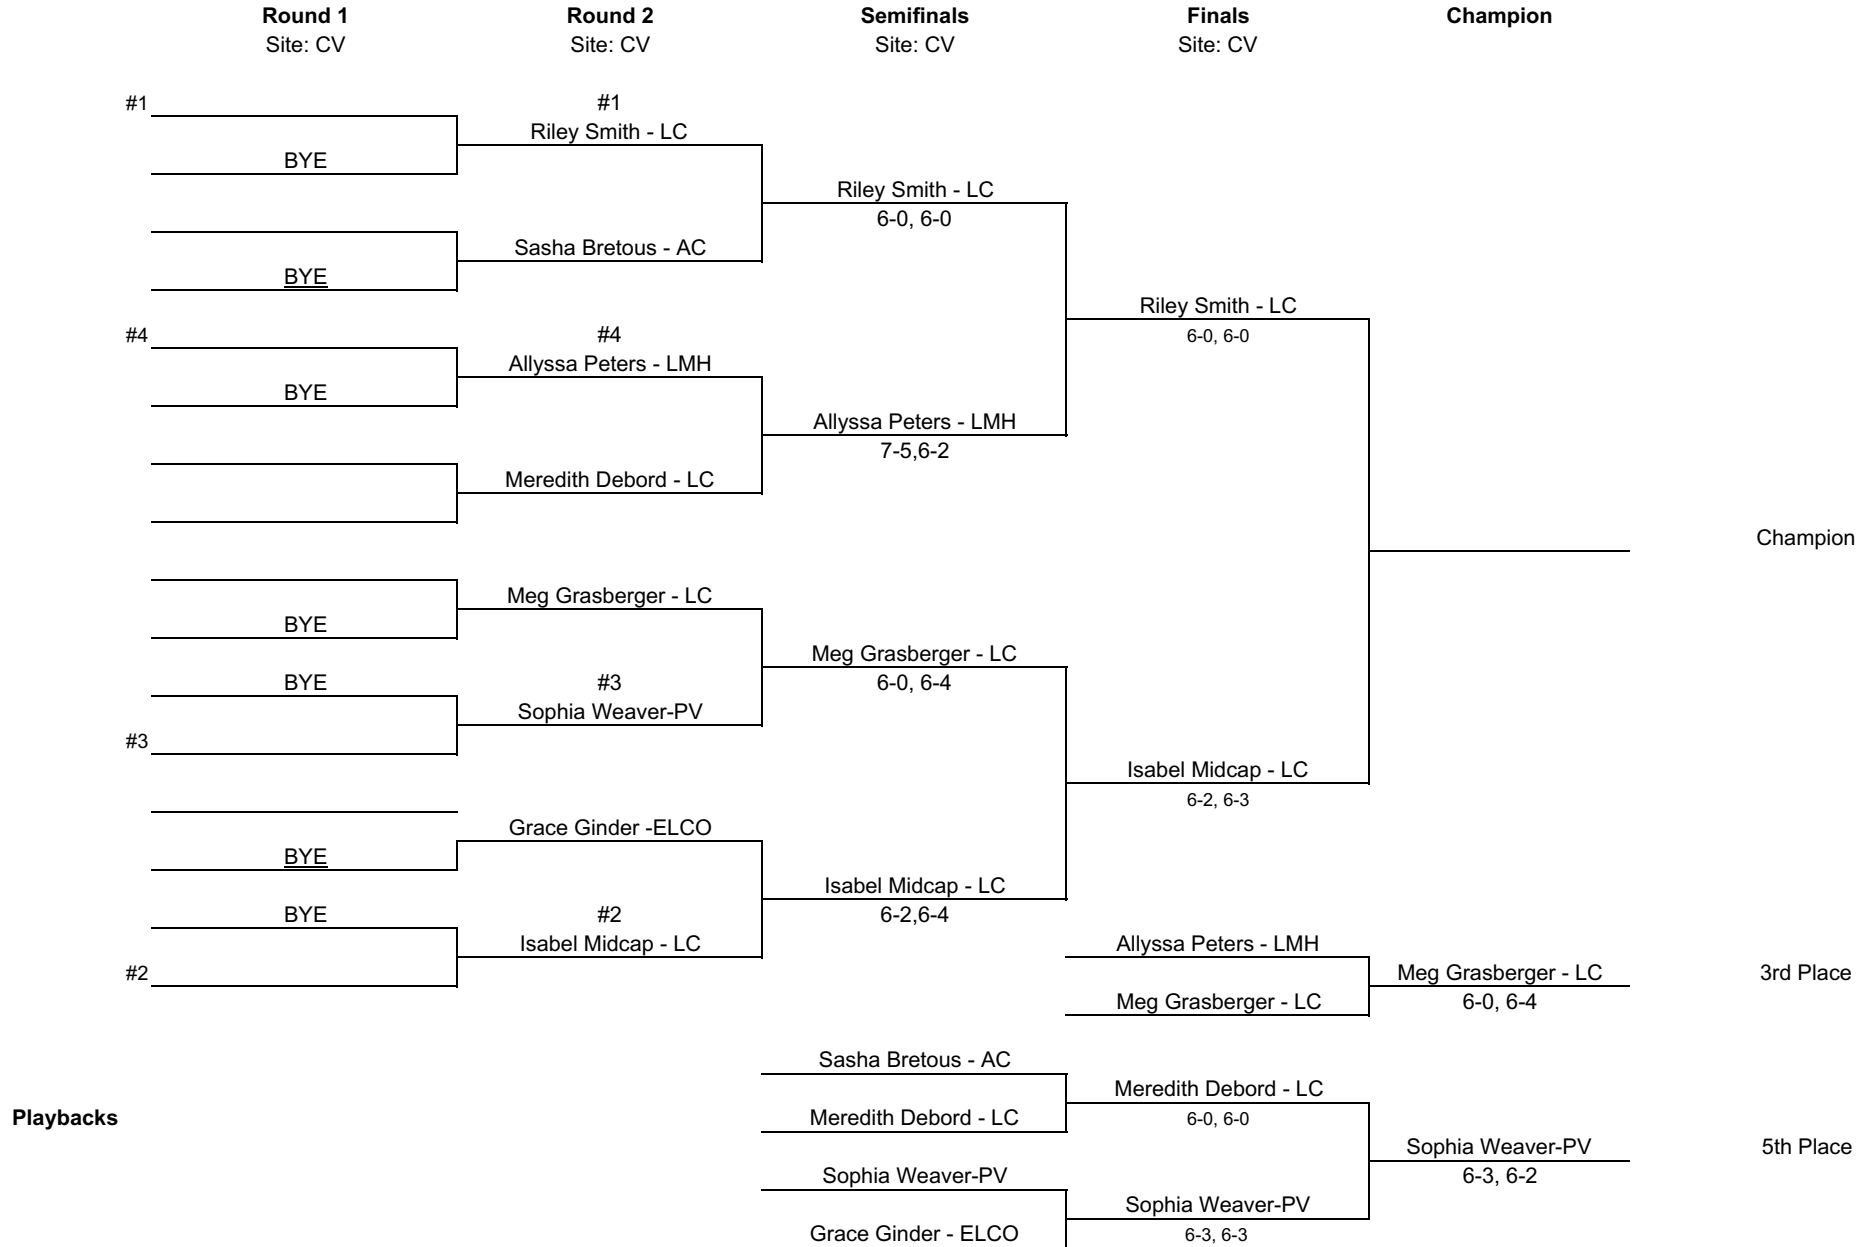 Round 1 Round 2 Semifinals Finals Champion
Site: CV Site: CV Site: CV Site: CV
#1 #1
Riley Smith - LC
BYE
Riley Smith - LC
6-0, 6-0
Sasha Bretous - AC
BYE
Riley Smith - LC
#4 #4 6-0, 6-0
Allyssa Peters - LMH
BYE
Allyssa Peters - LMH
7-5,6-2
Meredith Debord - LC
Champion
Meg Grasberger - LC
BYE
Meg Grasberger - LC
BYE #3 6-0, 6-4
Sophia Weaver-PV
#3
Isabel Midcap - LC
6-2, 6-3
Grace Ginder -ELCO
BYE
Isabel Midcap - LC
BYE #2 6-2,6-4
Isabel Midcap - LC Allyssa Peters - LMH
#2 Meg Grasberger - LC 3rd Place
Meg Grasberger - LC 6-0, 6-4
Sasha Bretous - AC
Meredith Debord - LC
Playbacks Meredith Debord - LC 6-0, 6-0
Sophia Weaver-PV 5th Place
Sophia Weaver-PV 6-3, 6-2
Sophia Weaver-PV
Grace Ginder - ELCO 6-3, 6-3